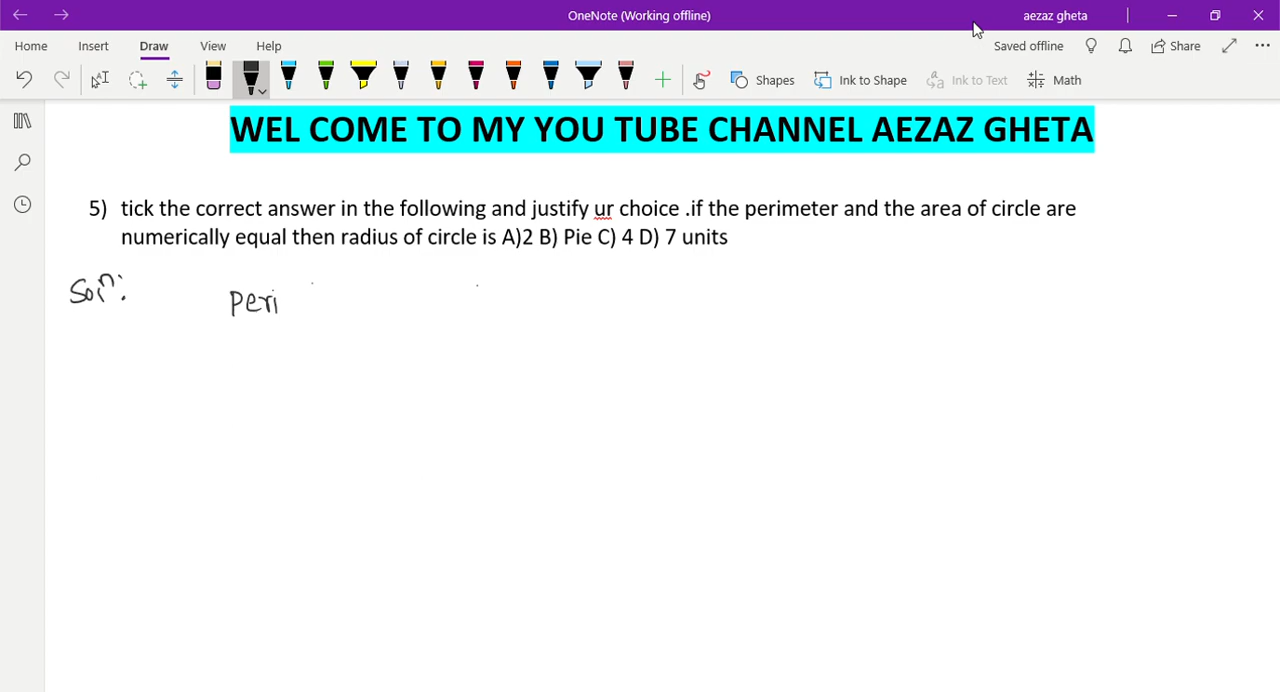 OneNote (Working offline)
aezaz gheta
Home Insert Draw View Help
Saved offline
Share
Shapes
Ink to Shape
Ink to Text
Math
WEL COME TO MY YOU TUBE CHANNEL AEZAZ GHETA
5) tick the correct answer in the following and justify ur choice .if the perimeter and the area of circle are
numerically equal then radius of circle is A)2 B) Pie C) 4 D) 7 units
Soln:
Peri